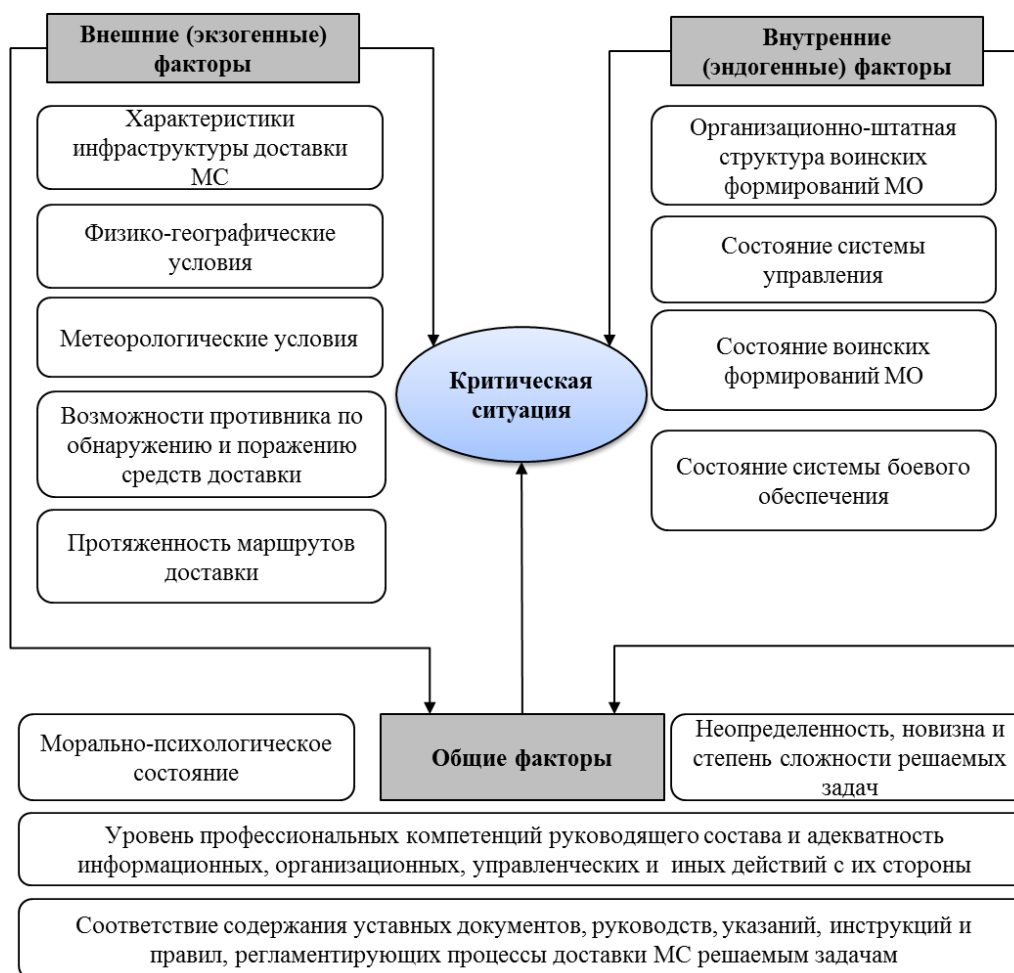 Внешние (экзогенные)
факторы
Характеристики
инфраструктуры доставки
МС
Физико-географические
условия
Метеорологические условия
Возможности противника по
обнаружению и поражению
средств доставки
Протяженность маршрутов
доставки
Внутренние
(эндогенные) факторы
Организационно-штатная
структура воинских
формирований МО
Состояние системы
управления
Состояние воинских
формирований МО
Состояние системы боевого
обеспечения
Критическая
ситуация
Морально-психологическое
состояние
Общие факторы
Неопределенность, новизна и
степень сложности решаемых
задач
Уровень профессиональных компетенций руководящего состава и адекватность
информационных, организационных, управленческих и иных действий с их стороны
Соответствие содержания уставных документов, руководств, указаний, инструкций и
правил, регламентирующих процессы доставки МС решаемым задачам